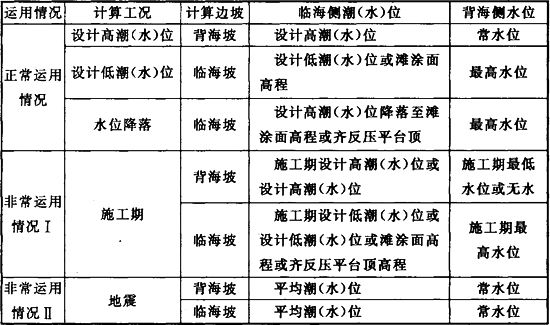 运用情况 计算工况 计算边坡 临海侧潮(水)位 背海侧水位
正常运用
情况
设计高潮(水)位 背海坡 设计高潮(水)位 常水位
设计低潮(水)位 临海坡 设计低潮(水)位或滩涂面
高程
最高水位
水位降落 临海坡 设计高潮(水)位降落至滩
涂面高程或齐反压平台顶
最高水位
非常运用
情况Ⅰ
施工期
背海坡 施工期设计高潮(水)位或
设计高潮(水)位
施工期最低
水位或无水
临海坡 施工期设计低潮(水)位或
设计低潮(水)位或滩涂面高
程或齐反压平台顶高程
施工期最
高水位
非常运用
情况Ⅱ
地震
背海坡 平均潮(水)位 常水位
临海坡 平均潮(水)位 常水位